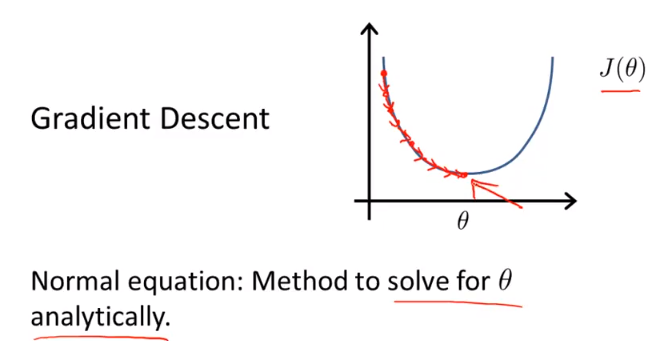 J(θ)
Gradient Descent
θ
Normal equation: Method to solve for θ
analytically.